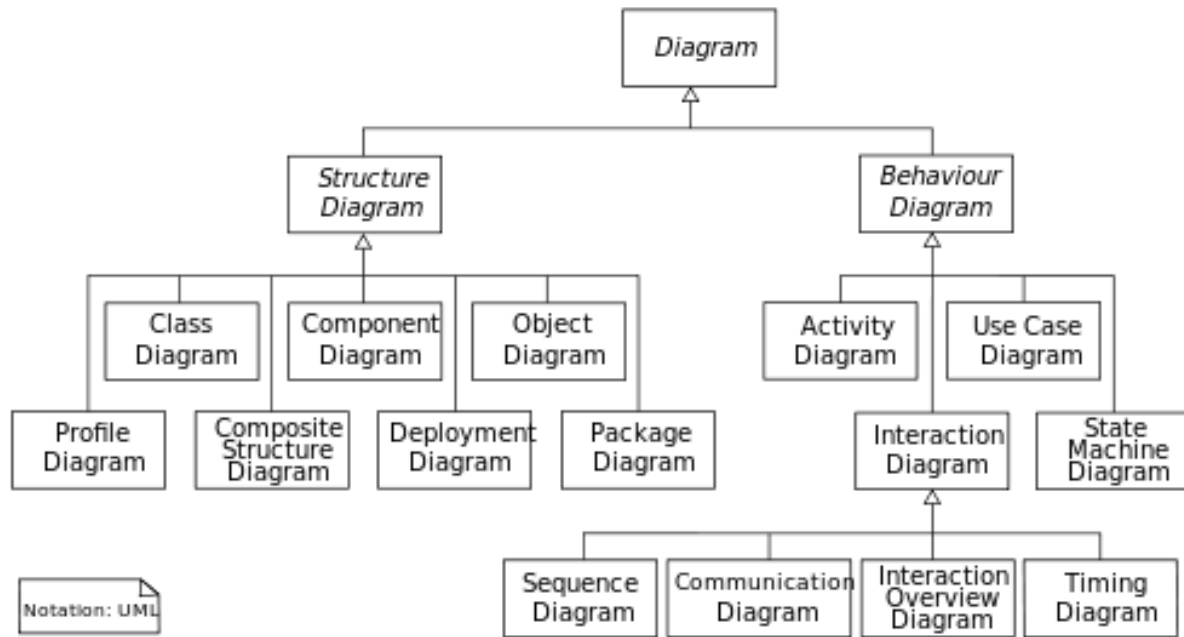 Diagram
Structure
Diagram
Behaviour
Diagram
Class
Diagram
Component
Diagram
Object
Diagram
Activity
Diagram
Use Case
Diagram
Profile
Diagram
Composite
Structure
Diagram
Deployment
Diagram
Package
Diagram
Interaction
Diagram
State
Machine
Diagram
Sequence
Diagram
Communication
Diagram
Interaction
Overview
Diagram
Timing
Diagram
Notation: UML